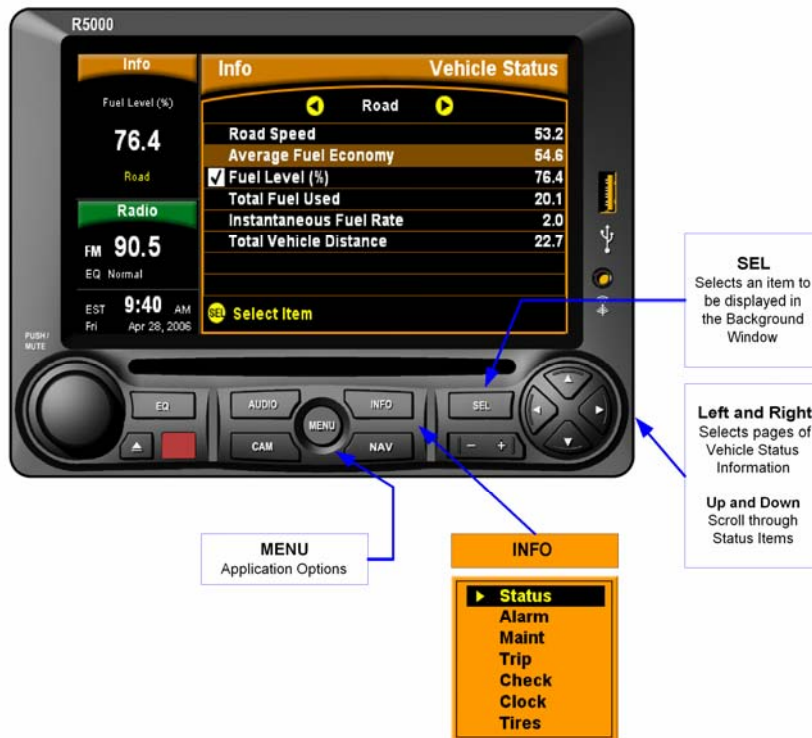 R5000
Info
Fuel Level (%)
76.4
Road
Radio
FM 90.5
EQ Normal
EST 9:40 AM
Fri Apr 28, 2006
Info Vehicle Status
Road
Road Speed 53.2
Average Fuel Economy 54.6
Fuel Level (%) 76.4
Total Fuel Used 20.1
Instantaneous Fuel Rate 2.0
Total Vehicle Distance 22.7
SEL Select Item
PUSH/
MUTE
EQ
AUDIO
INFO
SEL
MENU
CAM
NAV
- +
SEL
Selects an item to
be displayed in
the Background
Window
Left and Right
Selects pages of
Vehicle Status
Information
Up and Down
Scroll through
Status Items
MENU
Application Options
INFO
Status
Alarm
Maint
Trip
Check
Clock
Tires